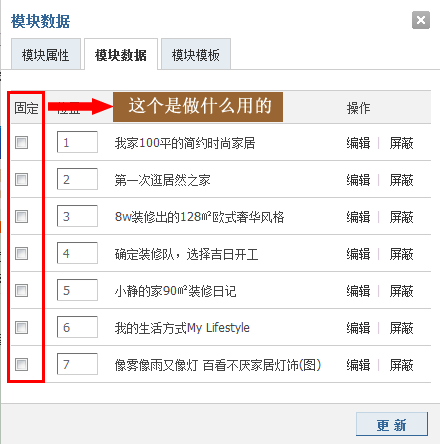 模块数据
模块属性 模块数据 模块模板
固定 位置 这个是做什么用的 操作
1 我家100平的简约时尚家居 编辑 | 屏蔽
2 第一次逛居然之家 编辑 | 屏蔽
3 8w装修出的128㎡欧式奢华风格 编辑 | 屏蔽
4 确定装修队，选择吉日开工 编辑 | 屏蔽
5 小静的家90㎡装修日记 编辑 | 屏蔽
6 我的生活方式My Lifestyle 编辑 | 屏蔽
7 像雾像雨又像灯 百看不厌家居灯饰(图) 编辑 | 屏蔽
更 新